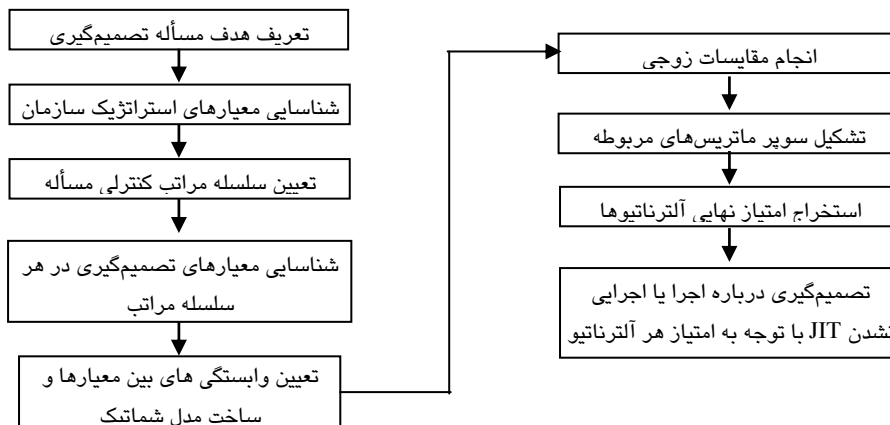 تعریف هدف مسأله تصمیم‌گیری
شناسایی معیارهای استراتژیک سازمان
تعیین سلسله مراتب کنترلی مسأله
شناسایی معیارهای تصمیم‌گیری در هر
سلسله مراتب
تعیین وابستگی های بین معیارها و
ساخت مدل شماتیک
انجام مقایسات زوجی
تشکیل سوپر ماتریس‌های مربوطه
استخراج امتیاز نهایی آلترناتیوها
تصمیم‌گیری درباره اجرا یا اجرایی
نشدن JIT با توجه به امتیاز هر آلترناتیو